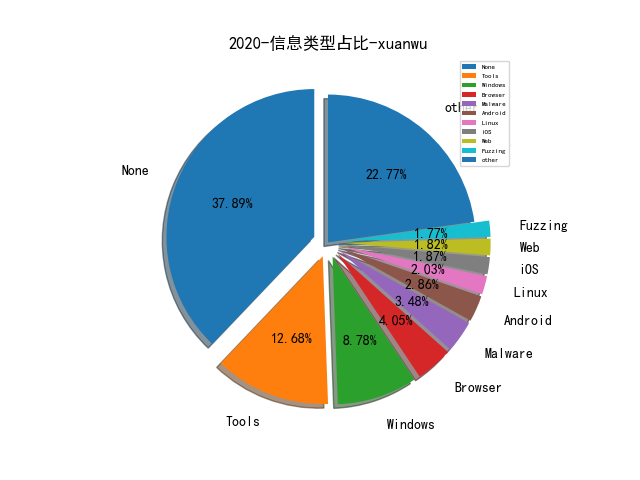 2020-信息类型占比-xuanwu
None
Tools
Windows
Browser
Malware
Android
Linux
iOS
Web
Fuzzing
other
other
22.77%
None
37.89%
Fuzzing
1.77%
Web
1.82%
iOS
1.87%
Linux
2.03%
Android
2.86%
Malware
3.48%
Browser
4.05%
Windows
8.78%
Tools
12.68%